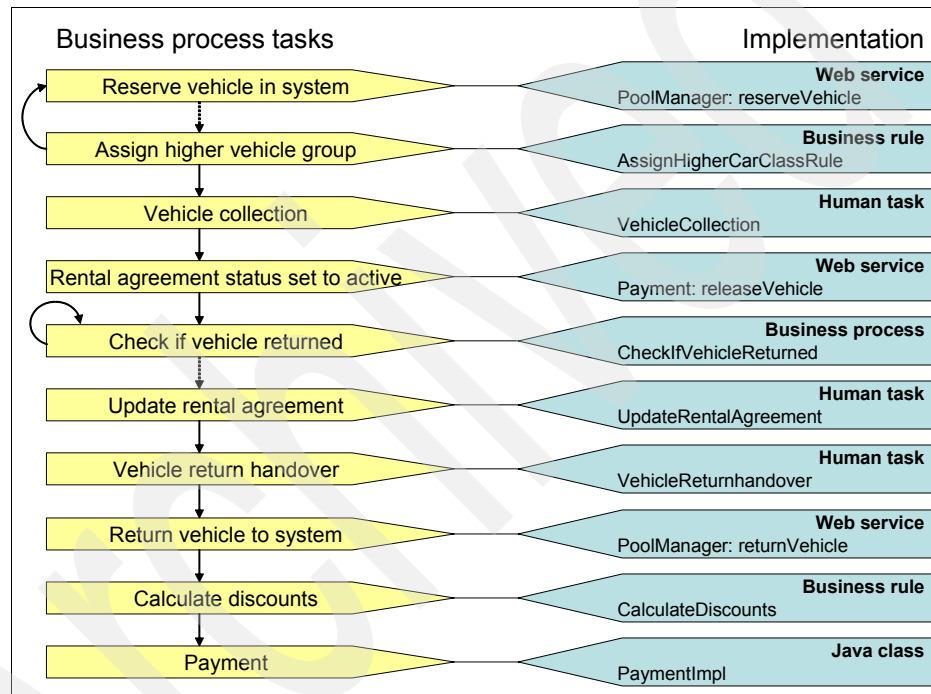 Business process tasks
Implementation
Reserve vehicle in system
Web service
PoolManager: reserveVehicle
Assign higher vehicle group
Business rule
AssignHigherCarClassRule
Vehicle collection
Human task
VehicleCollection
Rental agreement status set to active
Web service
Payment: releaseVehicle
Check if vehicle returned
Business process
CheckIfVehicleReturned
Update rental agreement
Human task
UpdateRentalAgreement
Vehicle return handover
Human task
VehicleReturnhandover
Return vehicle to system
Web service
PoolManager: returnVehicle
Calculate discounts
Business rule
CalculateDiscounts
Payment
Java class
PaymentImpl
Archived